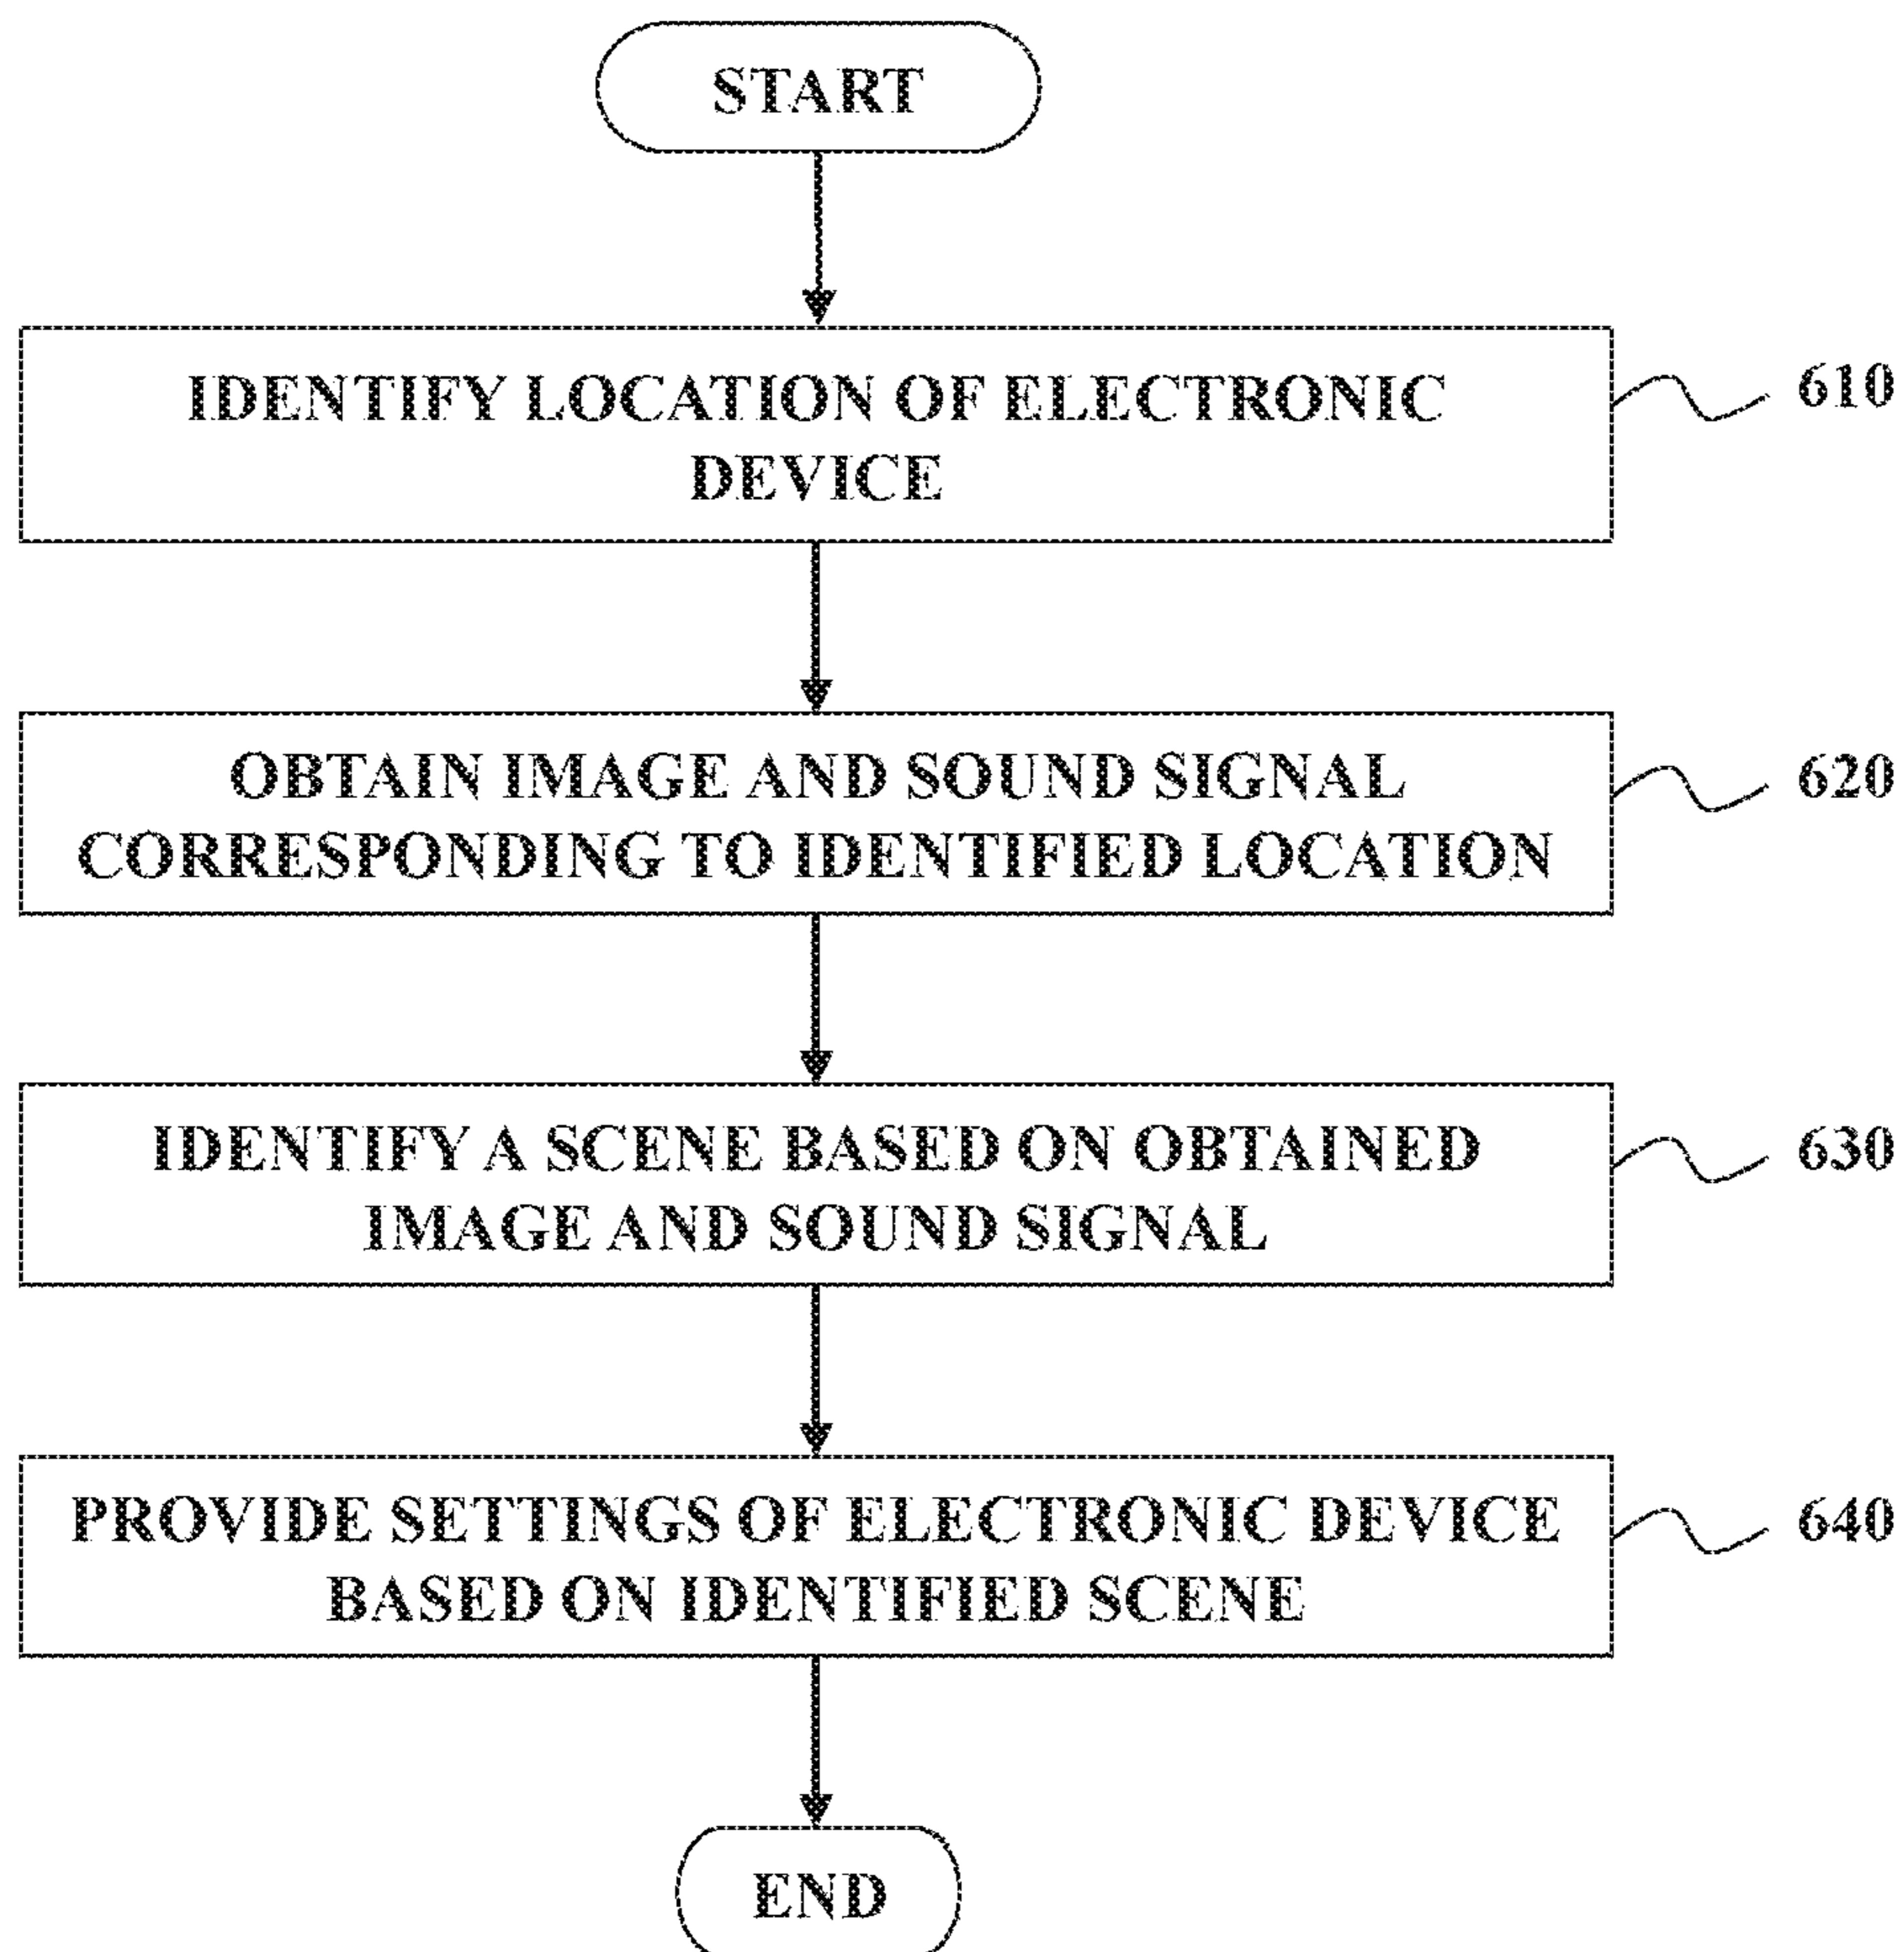 START
IDENTIFY LOCATION OF ELECTRONIC
DEVICE
610
OBTAIN IMAGE AND SOUND SIGNAL
CORRESPONDING TO IDENTIFIED LOCATION
620
IDENTIFY A SCENE BASED ON OBTAINED
IMAGE AND SOUND SIGNAL
630
PROVIDE SETTINGS OF ELECTRONIC DEVICE
BASED ON IDENTIFIED SCENE
640
END